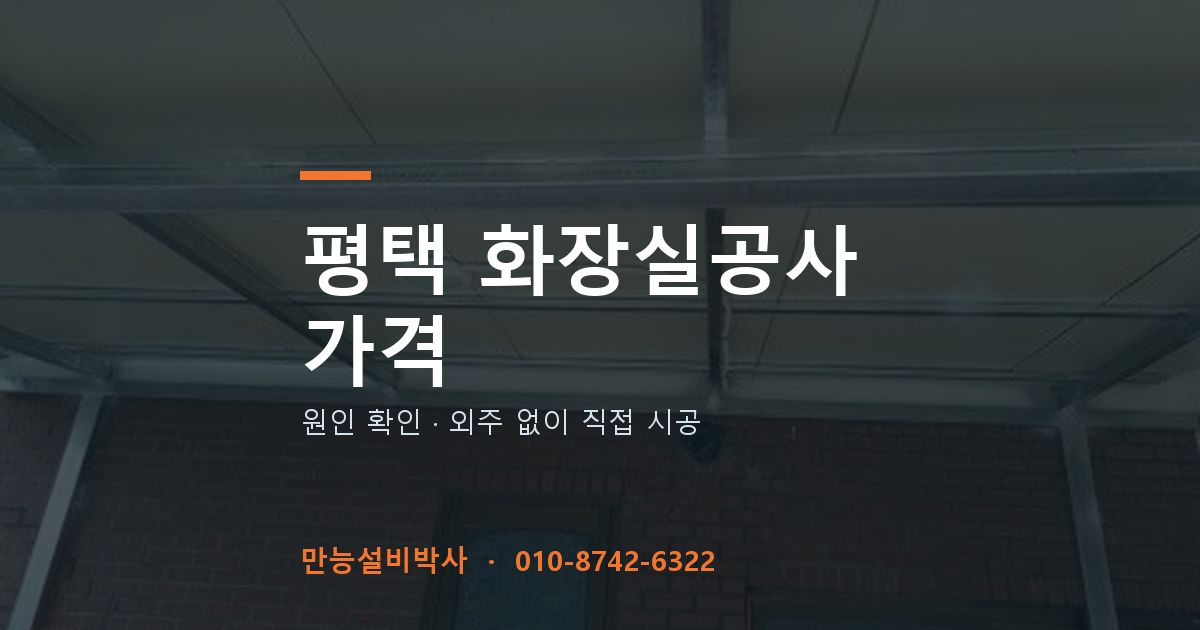 평택 화장실공사
가격
원인 확인 · 외주 없이 직접 시공
만능설비박사 · 010-8742-6322